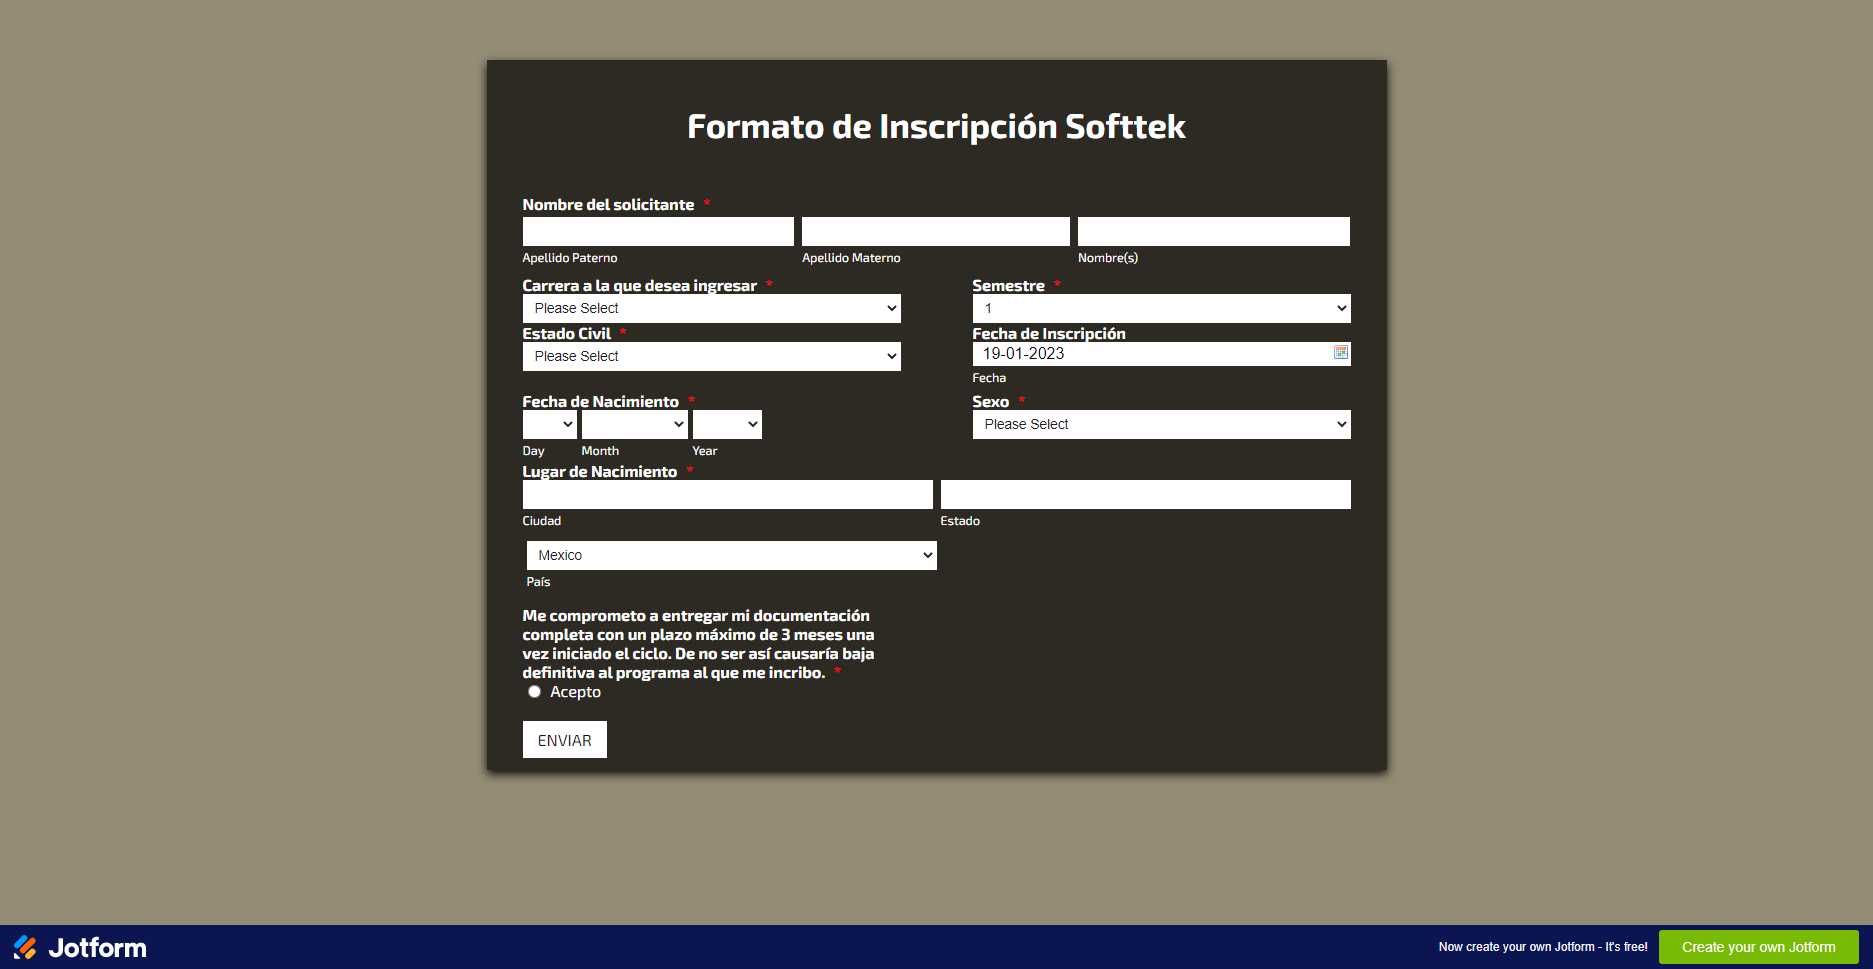 Formato de Inscripción Softtek
Nombre del solicitante *
Apellido Paterno Apellido Materno Nombre(s)
Carrera a la que desea ingresar * Semestre *
Please Select 1
Estado Civil * Fecha de Inscripción
Please Select 19-01-2023
Fecha
Fecha de Nacimiento * Sexo *
Please Select
Day Month Year
Lugar de Nacimiento *
Ciudad Estado
Mexico
País
Me comprometo a entregar mi documentación
completa con un plazo máximo de 3 meses una
vez iniciado el ciclo. De no ser así causaría baja
definitiva al programa al que me incribo. *
Acepto
ENVIAR
Jotform Now create your own Jotform - It's free! Create your own Jotform